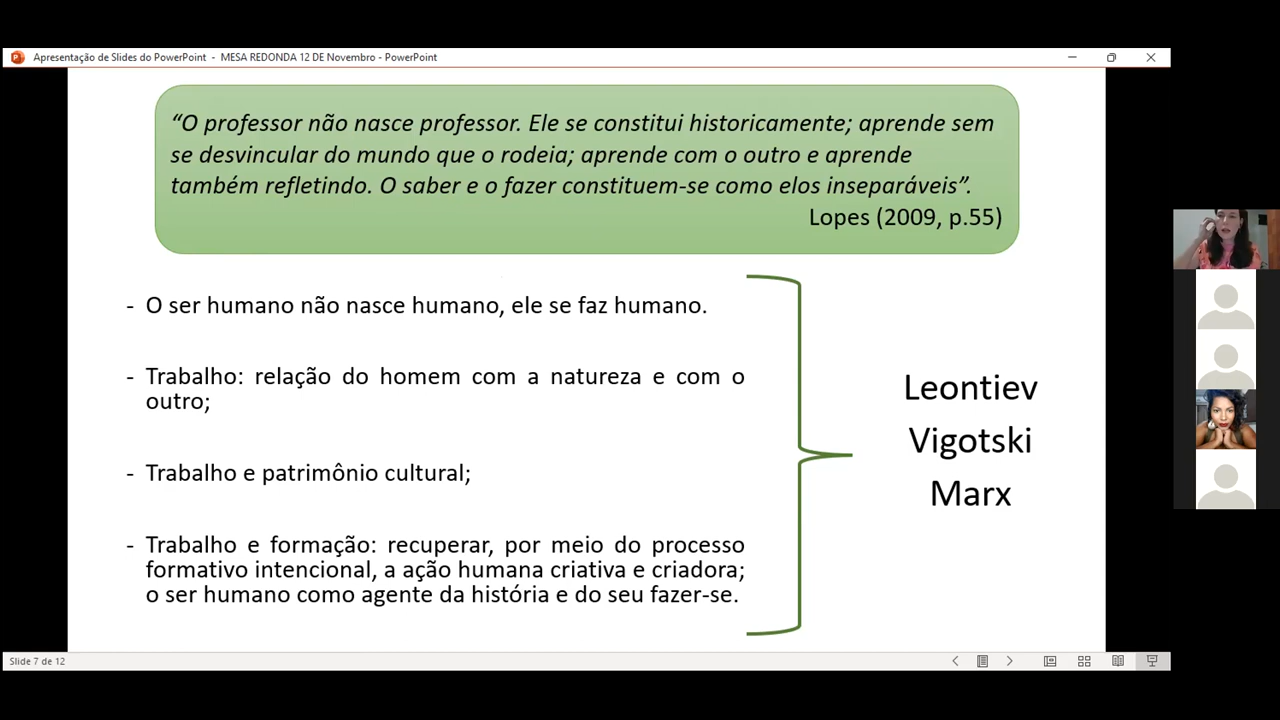 Apresentação de Slides do PowerPoint - MESA REDONDA 12 DE Novembro - PowerPoint
“O professor não nasce professor. Ele se constitui historicamente; aprende sem
se desvincular do mundo que o rodeia; aprende com o outro e aprende
também refletindo. O saber e o fazer constituem-se como elos inseparáveis”.
Lopes (2009, p.55)
- O ser humano não nasce humano, ele se faz humano.
- Trabalho: relação do homem com a natureza e com o
outro;
- Trabalho e patrimônio cultural;
- Trabalho e formação: recuperar, por meio do processo
formativo intencional, a ação humana criativa e criadora;
o ser humano como agente da história e do seu fazer-se.
Leontiev
Vigotski
Marx
Slide 7 de 12